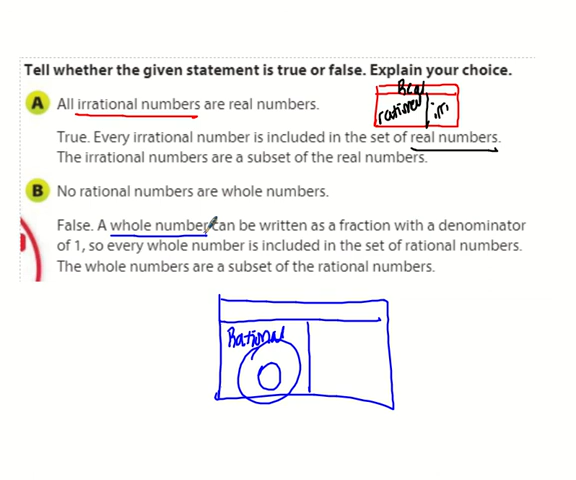 Tell whether the given statement is true or false. Explain your choice.
Real
A All irrational numbers are real numbers.
rational irr.
True. Every irrational number is included in the set of real numbers.
The irrational numbers are a subset of the real numbers.
B No rational numbers are whole numbers.
False. A whole number can be written as a fraction with a denominator
of 1, so every whole number is included in the set of rational numbers.
The whole numbers are a subset of the rational numbers.
Rational